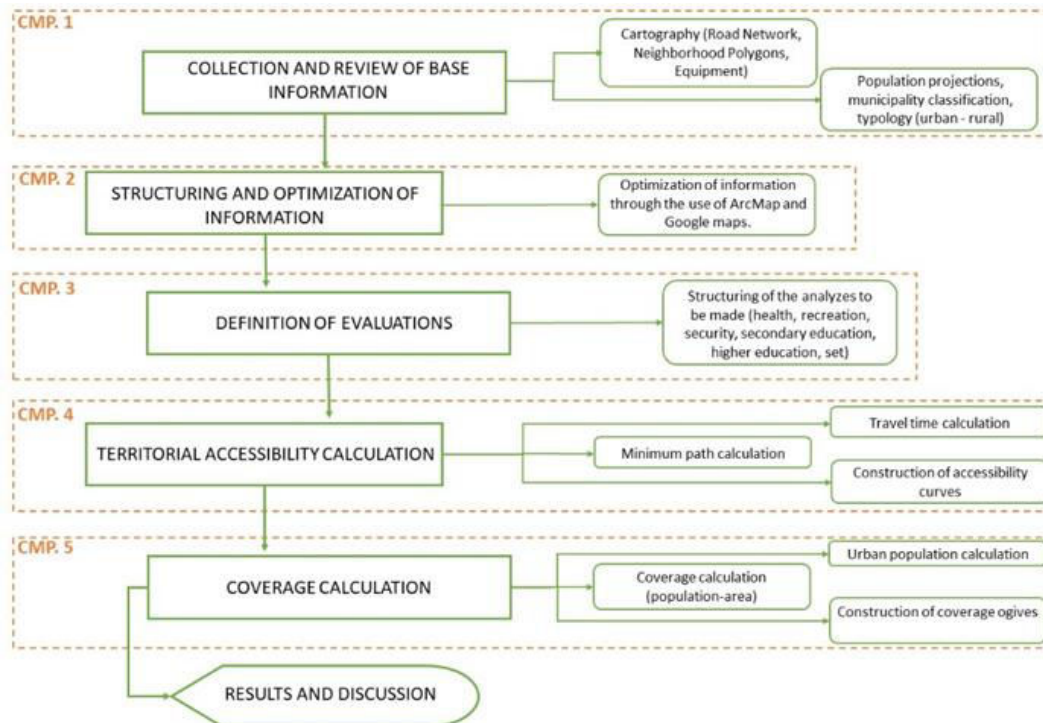 CMP. 1
COLLECTION AND REVIEW OF BASE
INFORMATION
Cartography (Road Network,
Neighborhood Polygons,
Equipment)
Population projections,
municipality classification,
typology (urban - rural)
CMP. 2
STRUCTURING AND OPTIMIZATION OF
INFORMATION
Optimization of information
through the use of ArcMap and
Google maps.
CMP. 3
DEFINITION OF EVALUATIONS
Structuring of the analyzes to
be made (health, recreation,
security, secondary education,
higher education, set)
CMP. 4
TERRITORIAL ACCESSIBILITY CALCULATION
Minimum path calculation
Travel time calculation
Construction of accessibility
curves
CMP. 5
COVERAGE CALCULATION
Coverage calculation
(population-area)
Urban population calculation
Construction of coverage ogives
RESULTS AND DISCUSSION